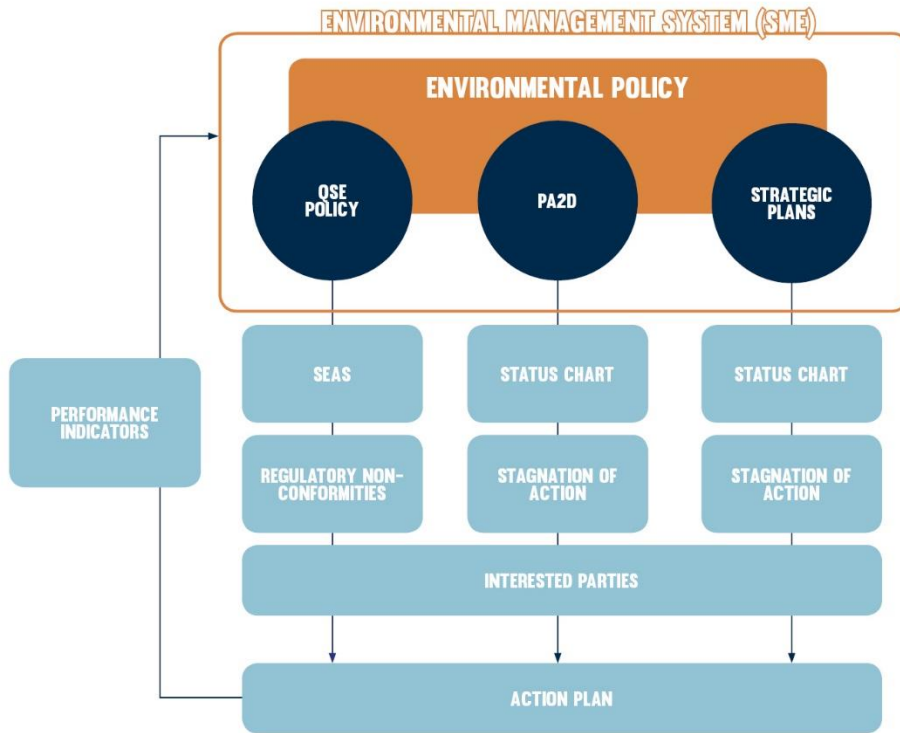 ENVIRONMENTAL MANAGEMENT SYSTEM (SME)
ENVIRONMENTAL POLICY
QSE
POLICY
PA2D
STRATEGIC
PLANS
SEAS
STATUS CHART
STATUS CHART
PERFORMANCE
INDICATORS
REGULATORY NON-
CONFORMITIES
STAGNATION OF
ACTION
STAGNATION OF
ACTION
INTERESTED PARTIES
ACTION PLAN